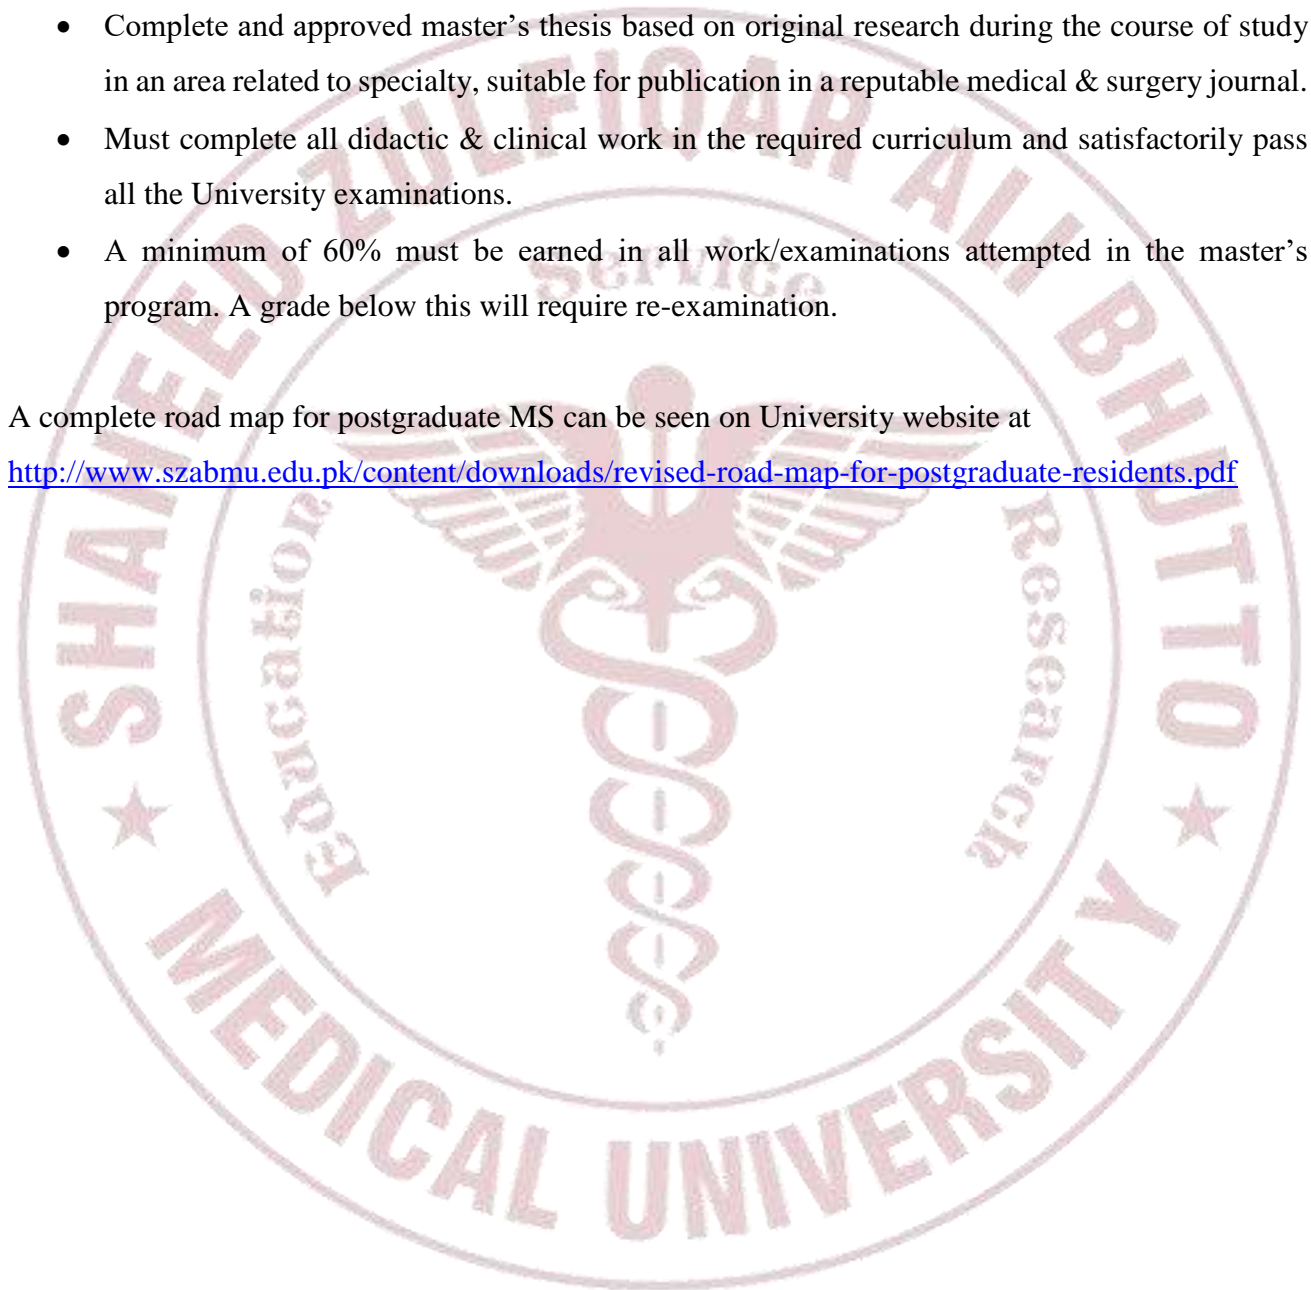 • Complete and approved master’s thesis based on original research during the course of study
in an area related to specialty, suitable for publication in a reputable medical & surgery journal.
• Must complete all didactic & clinical work in the required curriculum and satisfactorily pass
all the University examinations.
• A minimum of 60% must be earned in all work/examinations attempted in the master’s
program. A grade below this will require re-examination.
A complete road map for postgraduate MS can be seen on University website at
http://www.szabmu.edu.pk/content/downloads/revised-road-map-for-postgraduate-residents.pdf
SHAHEED ZULFIQAR ALI BHUTTO
MEDICAL UNIVERSITY
Service
Education
Research